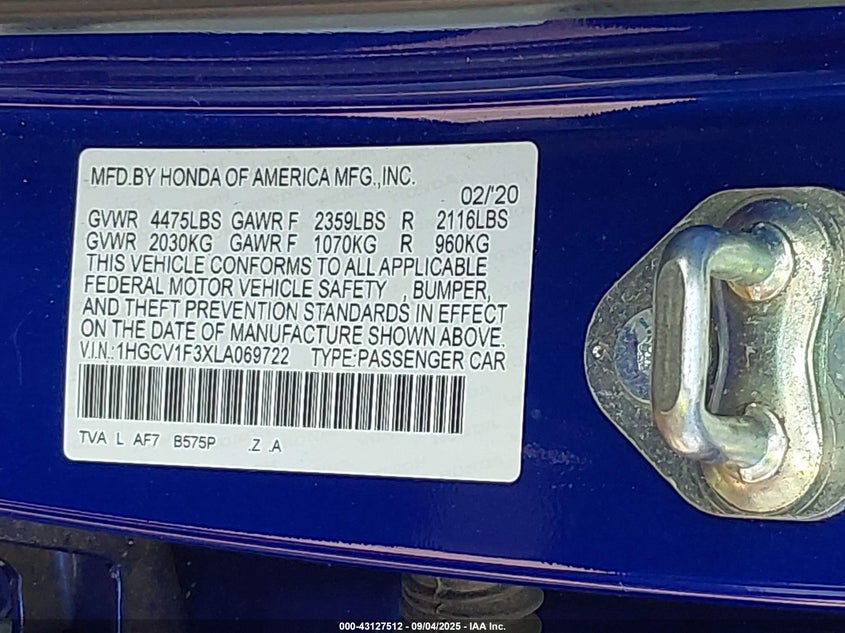 MFD.BY HONDA OF AMERICA MFG.,INC.
02/'20
GVWR 4475LBS GAWR F 2359LBS R 2116LBS
GVWR 2030KG GAWR F 1070KG R 960KG
THIS VEHICLE CONFORMS TO ALL APPLICABLE
FEDERAL MOTOR VEHICLE SAFETY , BUMPER,
AND THEFT PREVENTION STANDARDS IN EFFECT
ON THE DATE OF MANUFACTURE SHOWN ABOVE.
V.I.N.:1HGCV1F3XLA069722 TYPE:PASSENGER CAR
TVA L AF7 B575P .Z .A
000-43127512 - 09/04/2025 - IAA Inc.